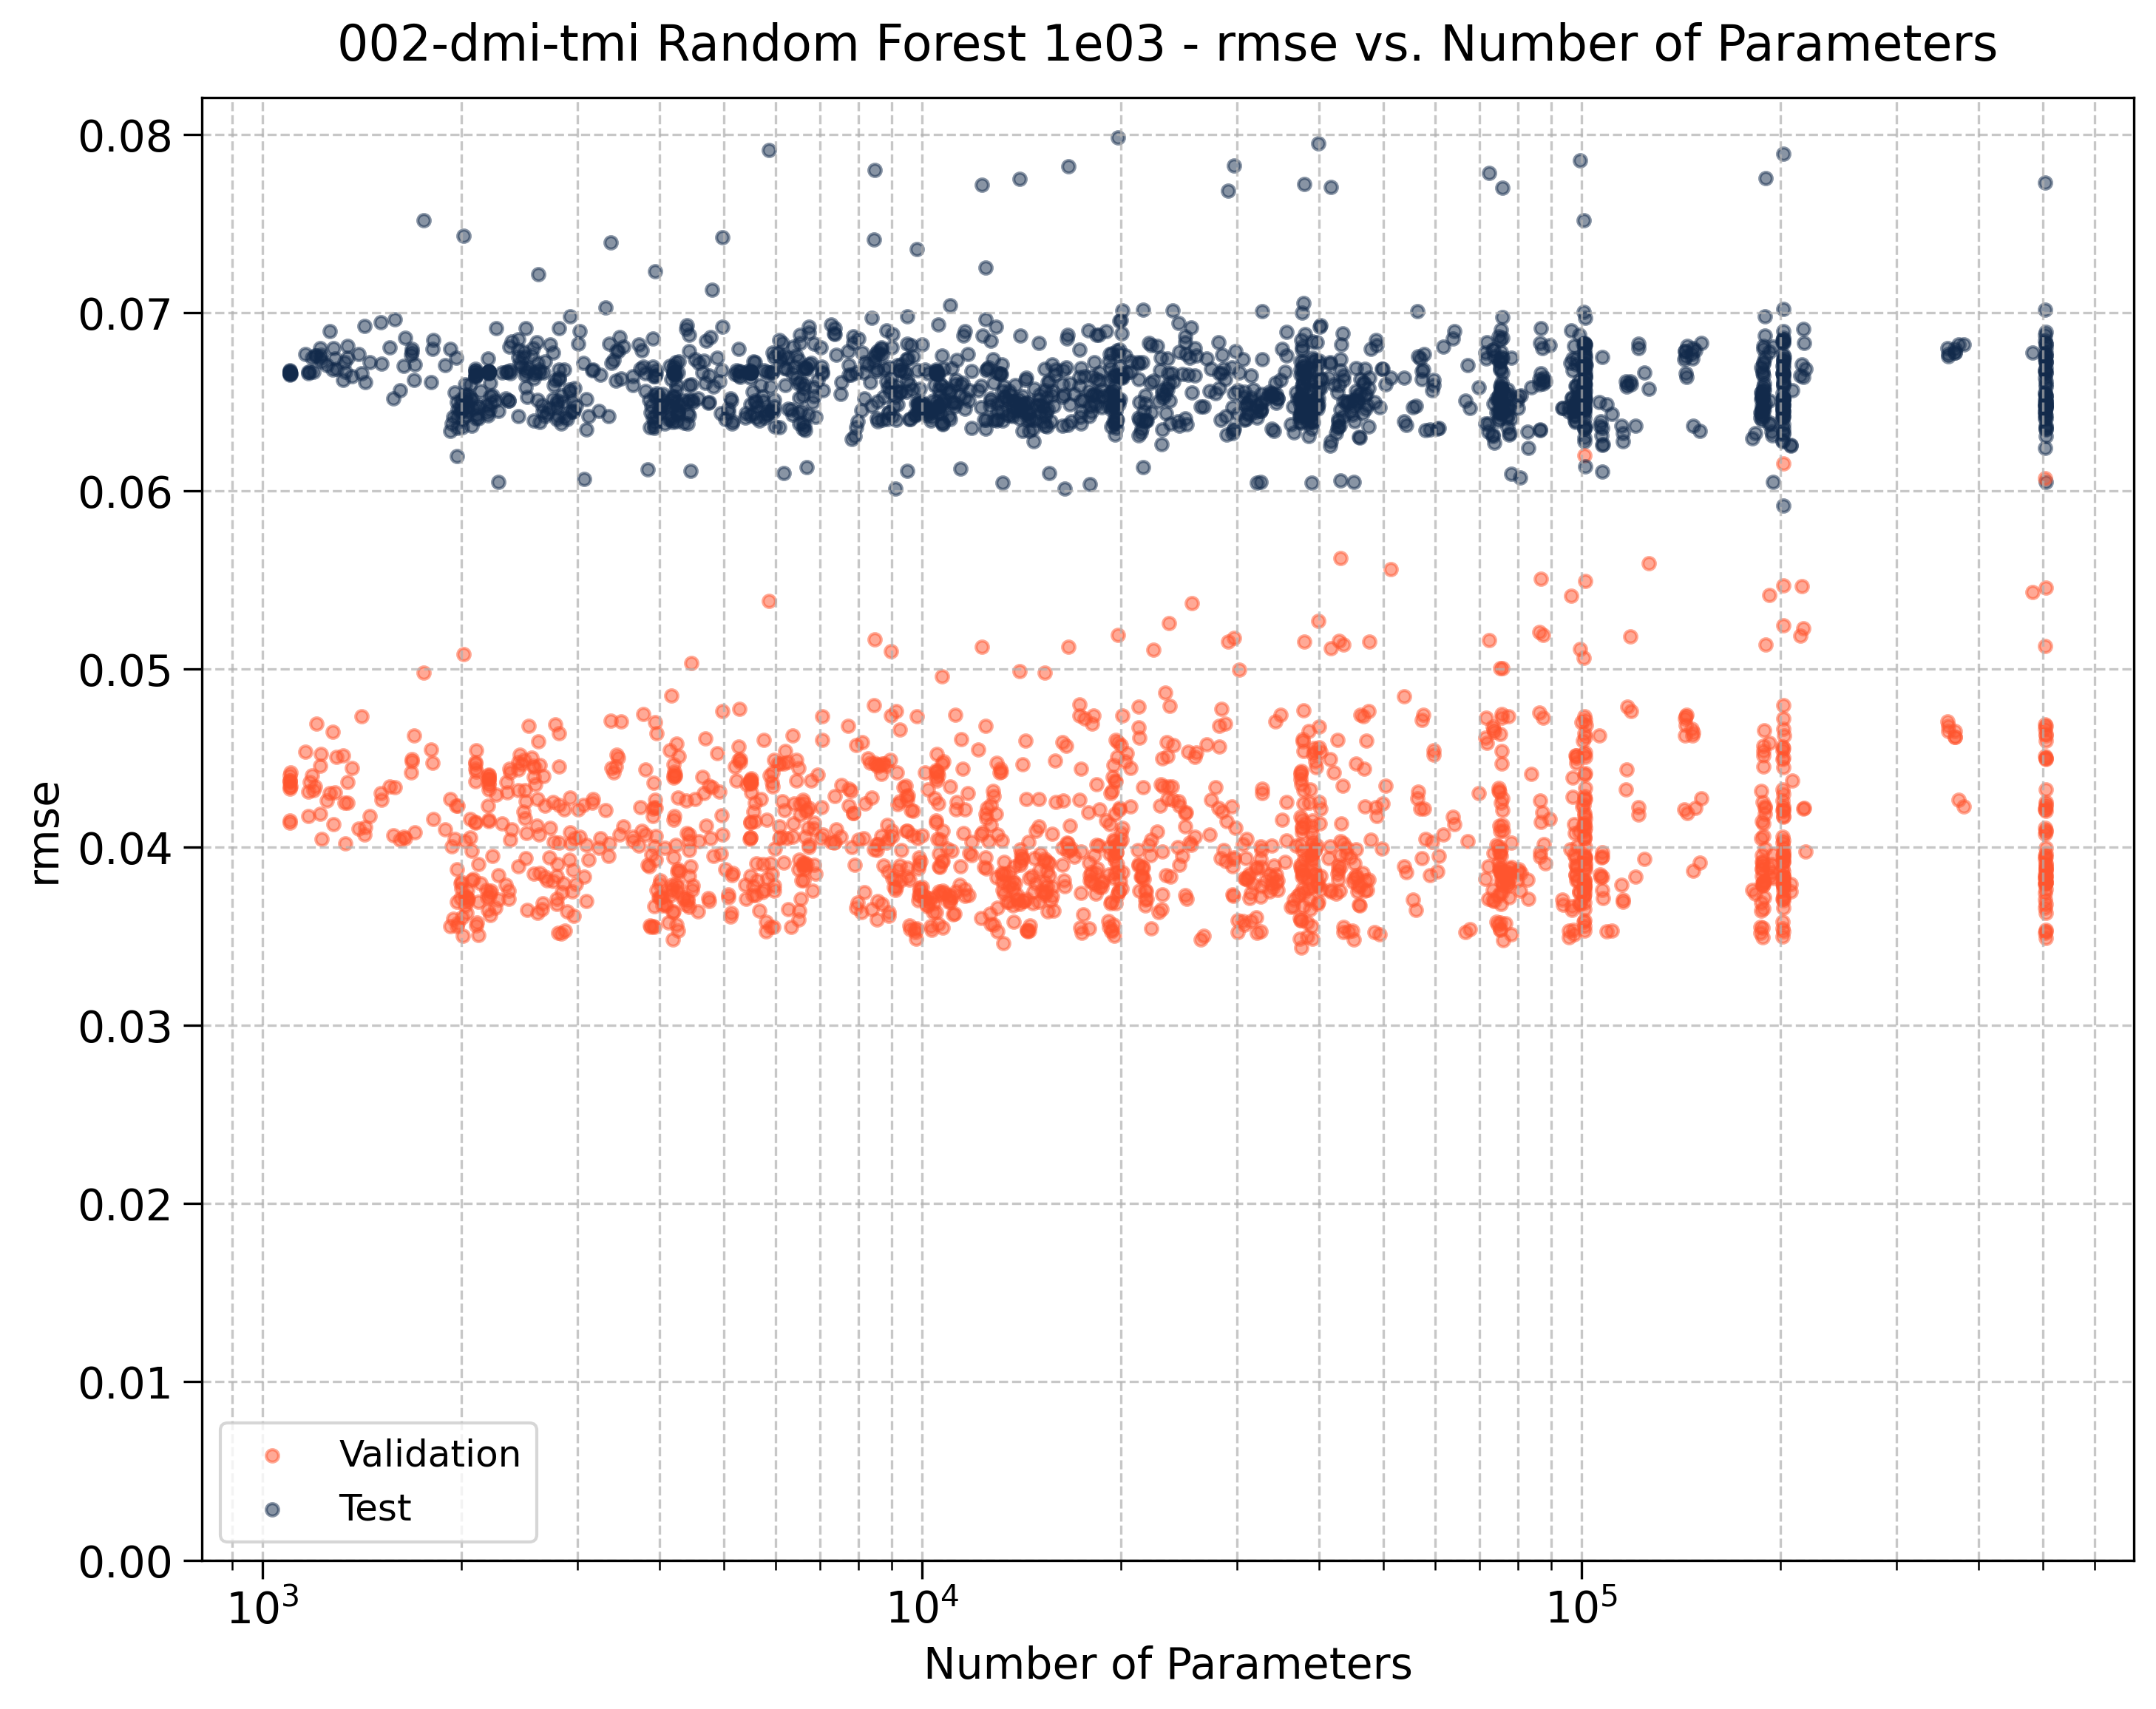 002-dmi-tmi Random Forest 1e03 - rmse vs. Number of Parameters
0.08
0.07
0.06
0.05
0.04
0.03
0.02
0.01
0.00
rmse
Validation
Test
10³
10⁴
10⁵
Number of Parameters